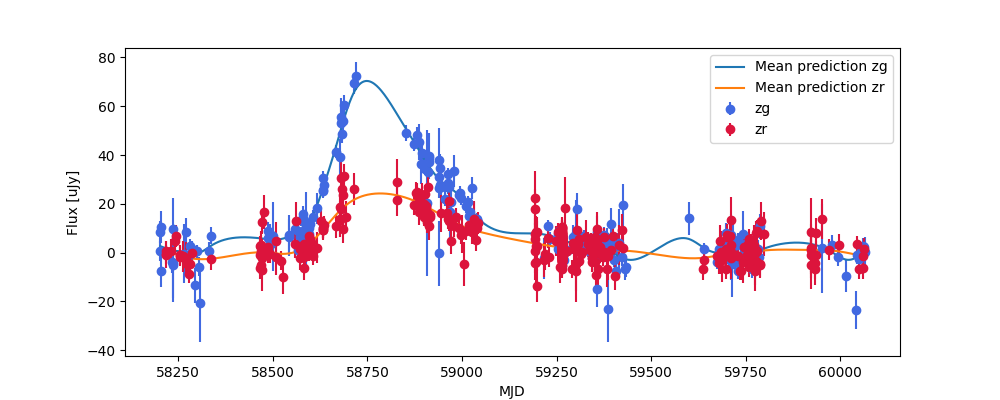 80
60
40
20
0
−20
−40
Flux [uJy]
58250
58500
58750
59000
59250
59500
59750
60000
MJD
Mean prediction zg
Mean prediction zr
zg
zr